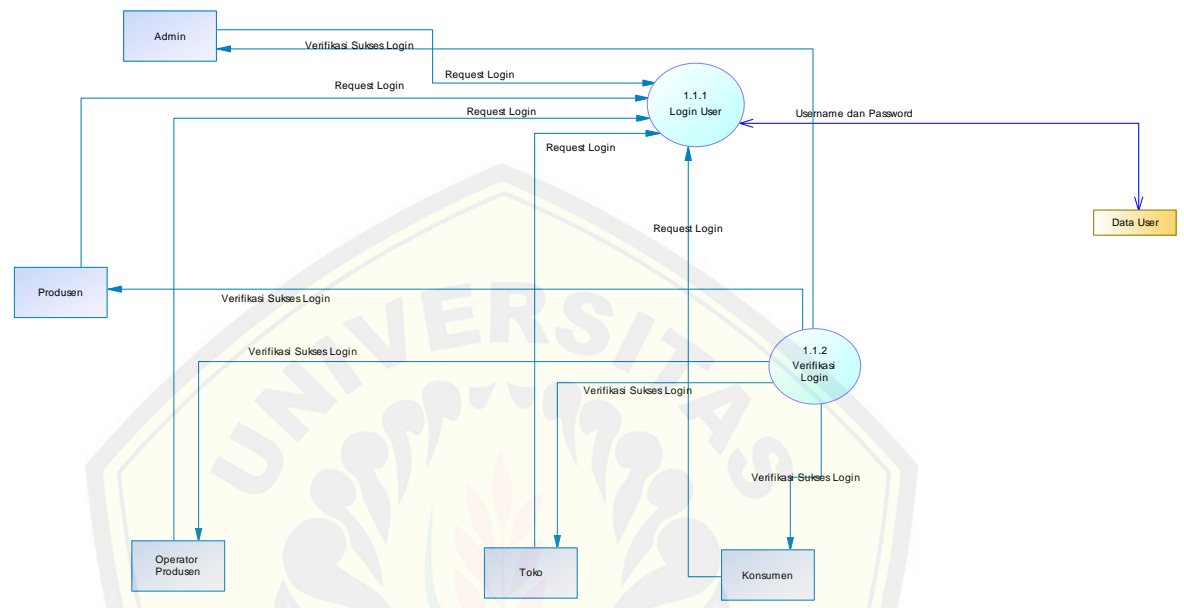 Admin
Verifikasi Sukses Login
Request Login
Request Login
Request Login
Request Login
1.1.1
Login User
Username dan Password
Data User
Request Login
Produsen
Verifikasi Sukses Login
Verifikasi Sukses Login
1.1.2
Verifikasi
Login
Verifikasi Sukses Login
Verifikasi Sukses Login
Operator
Produsen
Toko
Konsumen
UNIVERSITAS